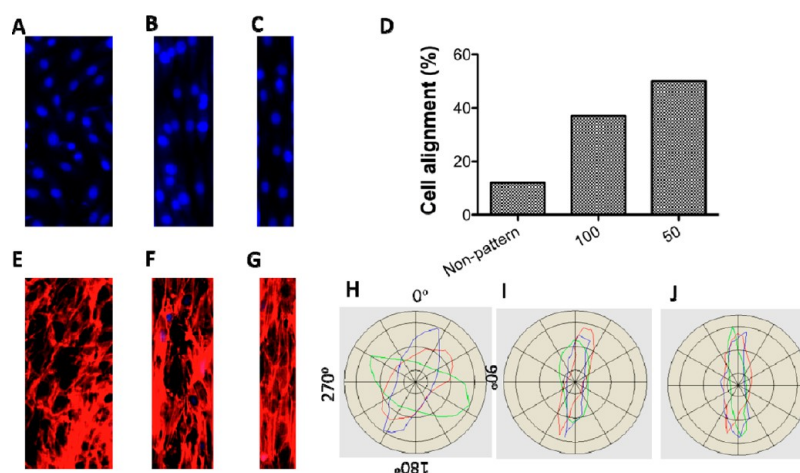 A
B
C
D
Cell alignment (%)
60
40
20
0
Non-pattern
100
50
E
F
G
H
I
J
0º
270º
90º
180º